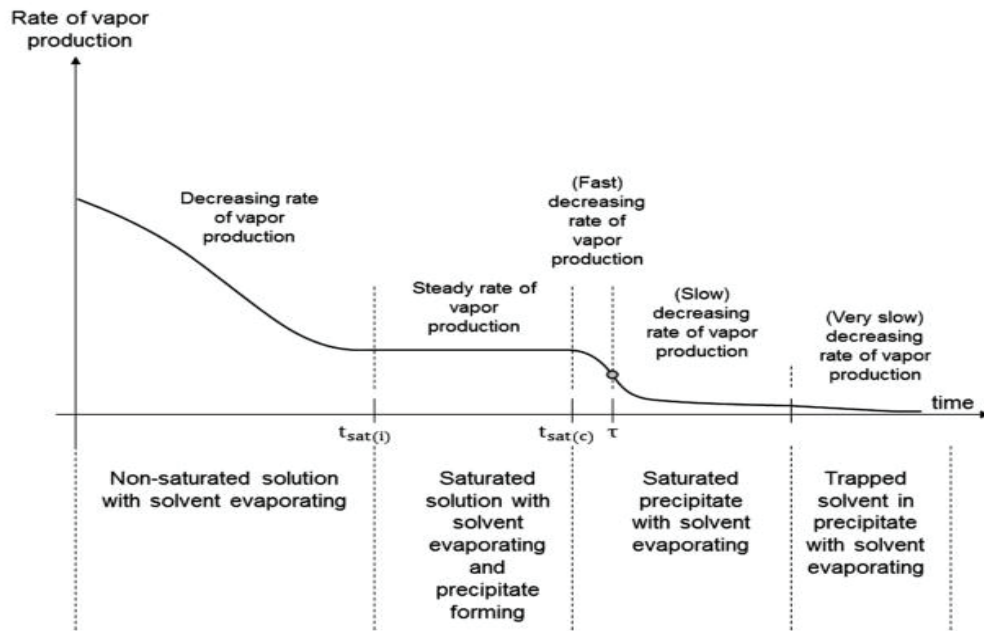 Rate of vapor
production
Decreasing rate
of vapor
production
Steady rate of
vapor
production
(Fast)
decreasing
rate of
vapor
production
(Slow)
decreasing
rate of vapor
production
(Very slow)
decreasing
rate of vapor
production
time
tsat(i)
tsat(c)
τ
Non-saturated solution
with solvent evaporating
Saturated
solution with
solvent
evaporating
and
precipitate
forming
Saturated
precipitate
with solvent
evaporating
Trapped
solvent in
precipitate
with solvent
evaporating